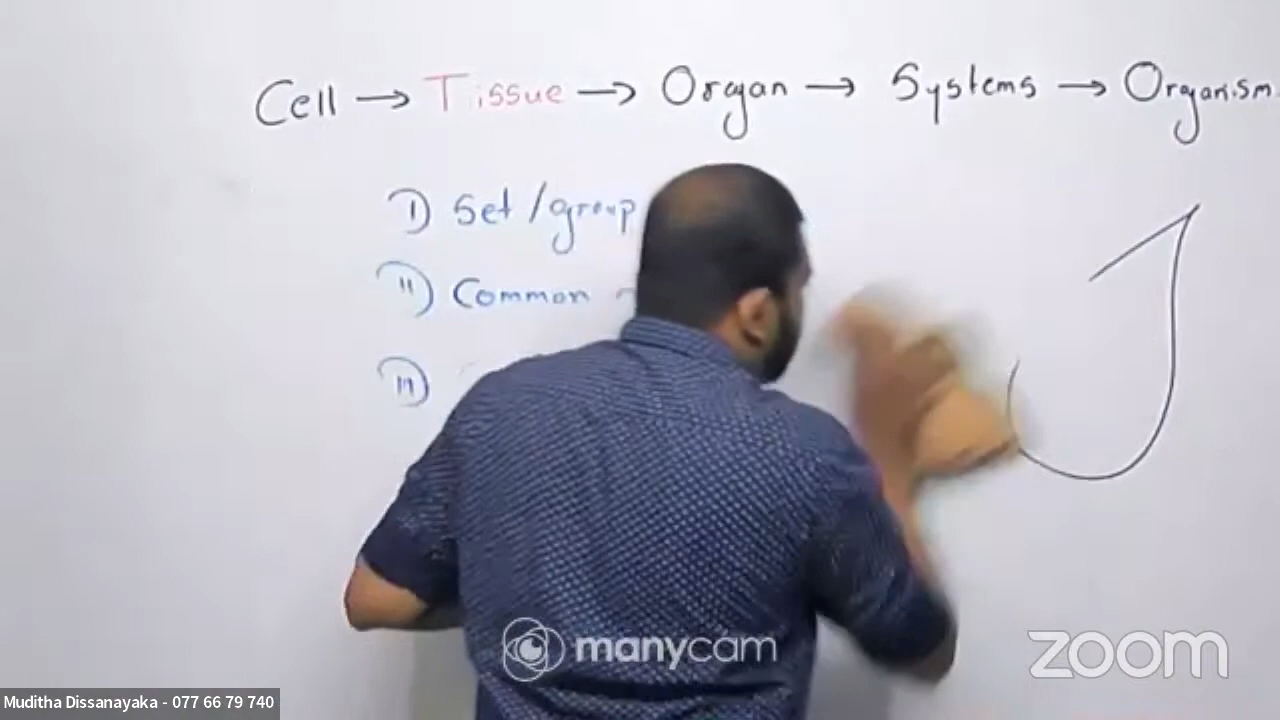 Cell → Tissue → Organ → Systems → Organism
I) Set / group
II) Common
III)
manycam
zoom
Muditha Dissanayaka - 077 66 79 740